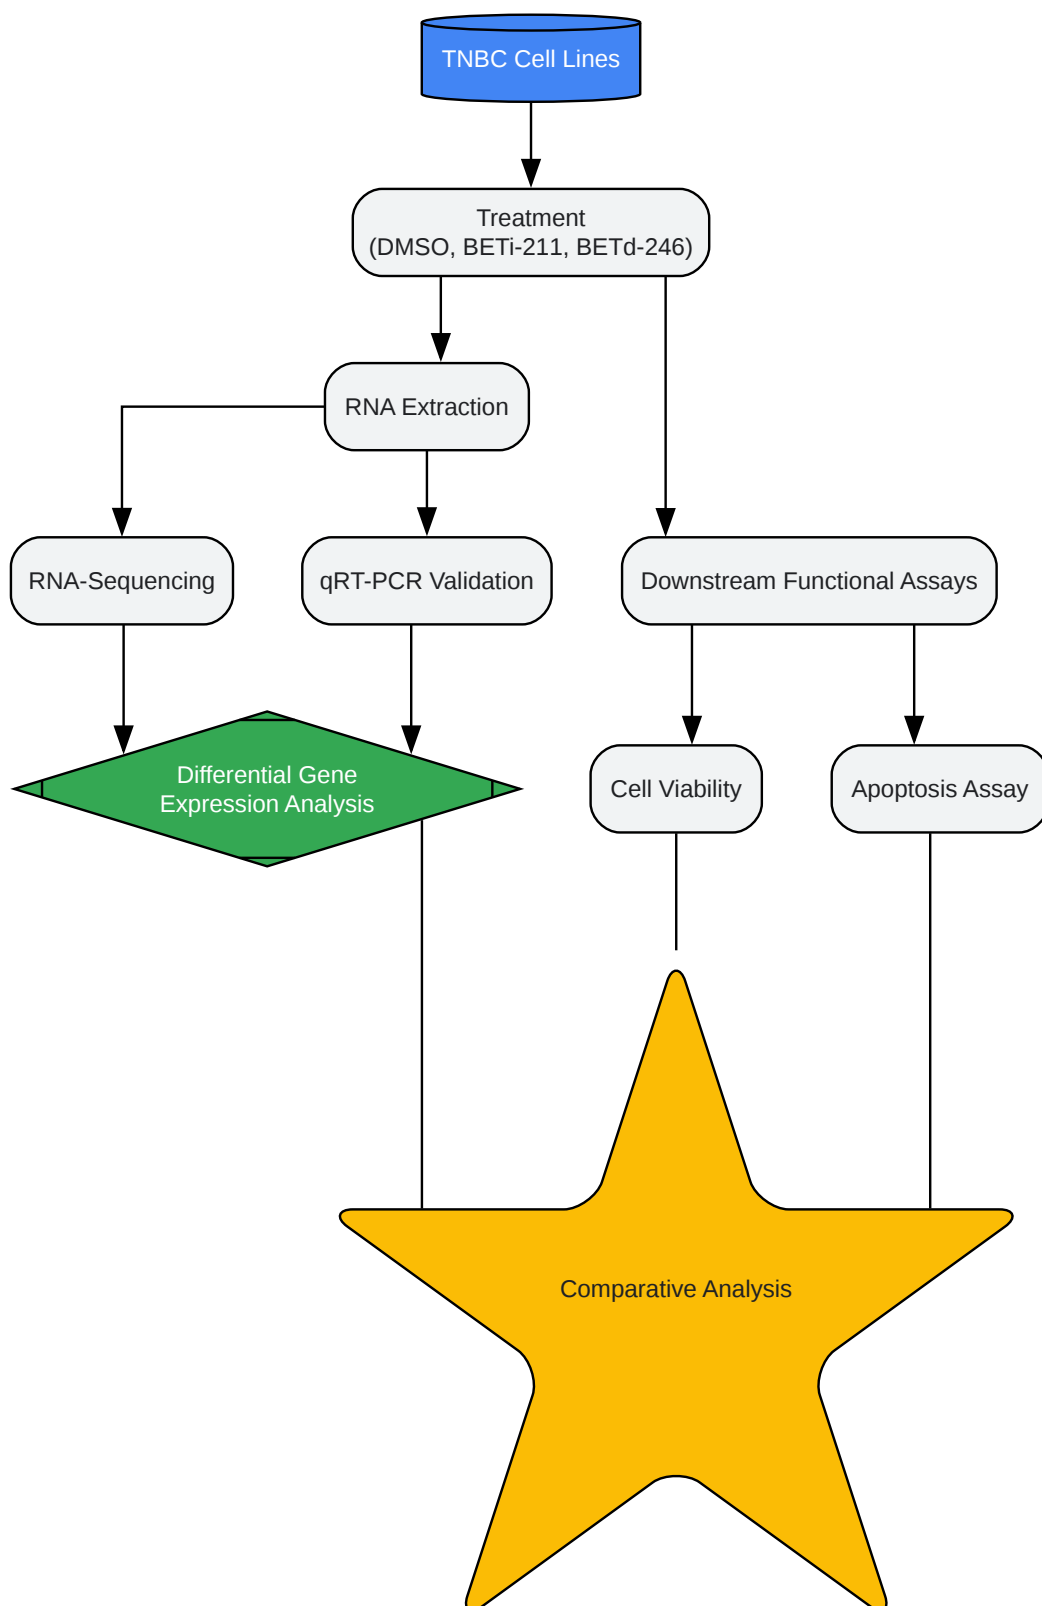 TNBC Cell Lines
Treatment
(DMSO, BETi-211, BETd-246)
RNA Extraction
RNA-Sequencing
qRT-PCR Validation
Downstream Functional Assays
Differential Gene
Expression Analysis
Cell Viability
Apoptosis Assay
Comparative Analysis